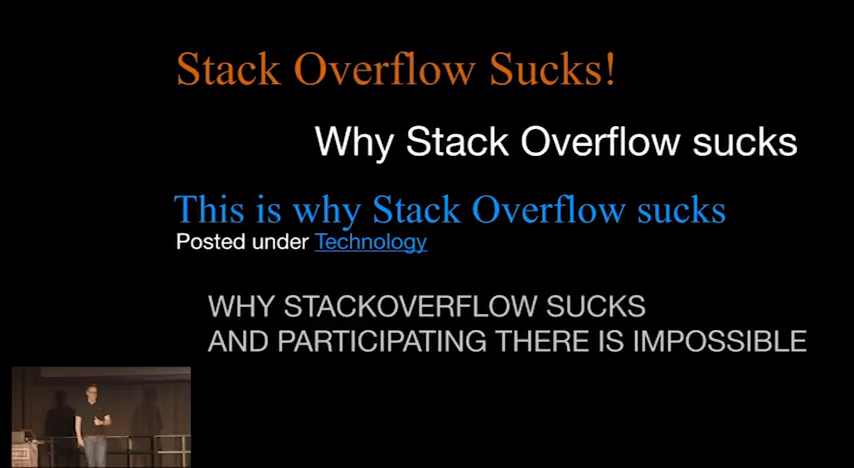 Stack Overflow Sucks!
Why Stack Overflow sucks
This is why Stack Overflow sucks
Posted under Technology
WHY STACKOVERFLOW SUCKS
AND PARTICIPATING THERE IS IMPOSSIBLE